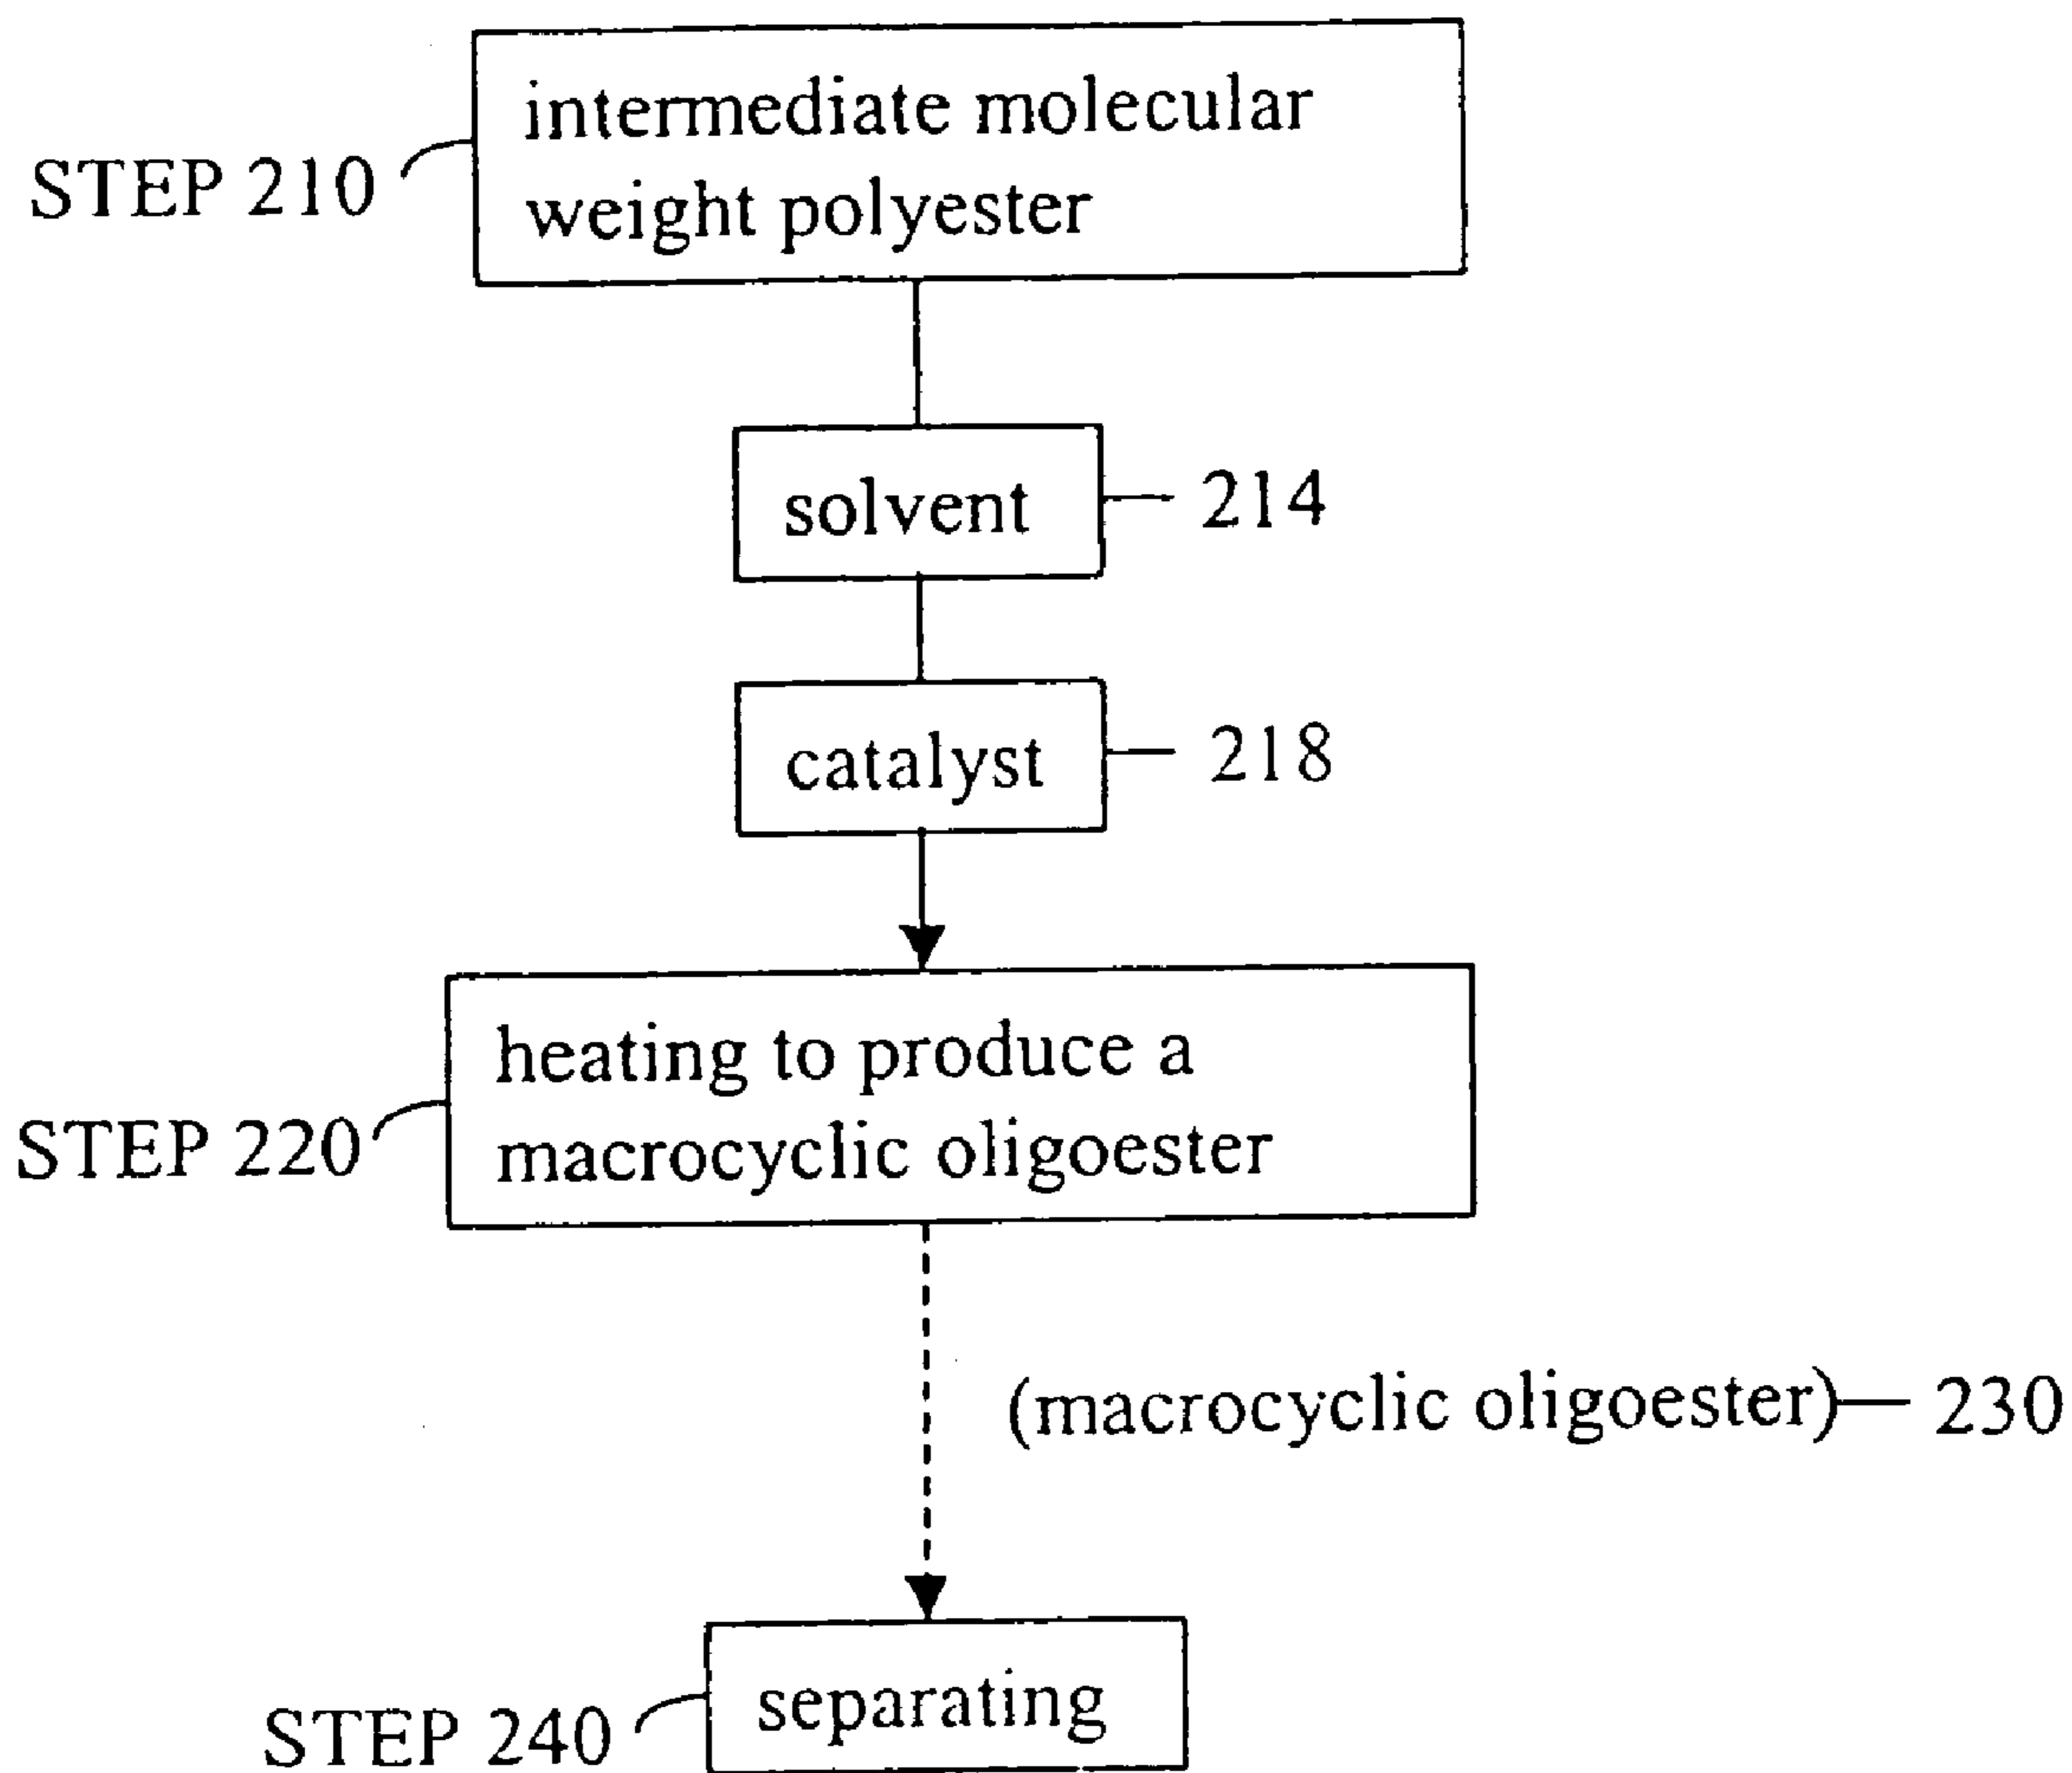 intermediate molecular
weight polyester
STEP 210
solvent
214
catalyst
218
heating to produce a
macrocyclic oligoester
STEP 220
(macrocyclic oligoester)
230
separating
STEP 240